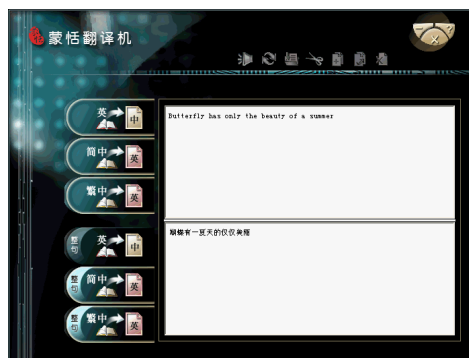 蒙恬翻译机
英 中
Butterfly has only the beauty of a summer
简中 英
繁中 英
整句 英 中
蝴蝶有一夏天的仅仅美丽
整句 简中 英
整句 繁中 英